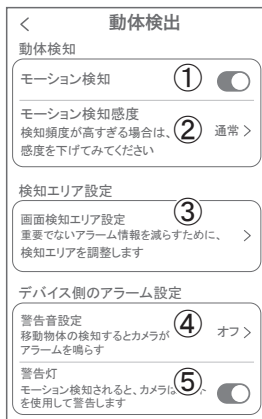 < 動体検出
動体検知
モーション検知 ①
モーション検知感度
検知頻度が高すぎる場合は、② 通常 >
感度を下げてみてください
検知エリア設定
画面検知エリア設定 ③
重要でないアラーム情報を減らすために、 >
検知エリアを調整します
デバイス側のアラーム設定
警告音設定 ④ オフ >
移動物体の検知するとカメラが
アラームを鳴らす
警告灯 ⑤
モーション検知されると、カメラは ト
を使用して警告します